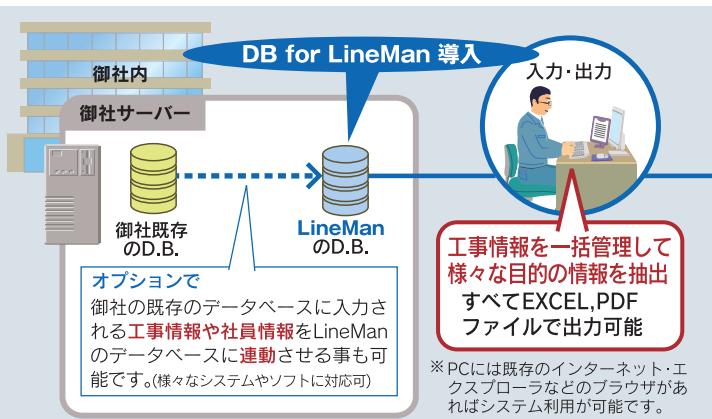 DB for LineMan 導入
御社内
御社サーバー
御社既存
のD.B.
LineMan
のD.B.
オプションで
御社の既存のデータベースに入力さ
れる工事情報や社員情報をLineMan
のデータベースに連動させる事も可
能です。(様々なシステムやソフトに対応可)
入力・出力
工事情報を一括管理して
様々な目的の情報を抽出
すべてEXCEL,PDF
ファイルで出力可能
※PCには既存のインターネット・エ
クスプローラなどのブラウザがあ
ればシステム利用が可能です。